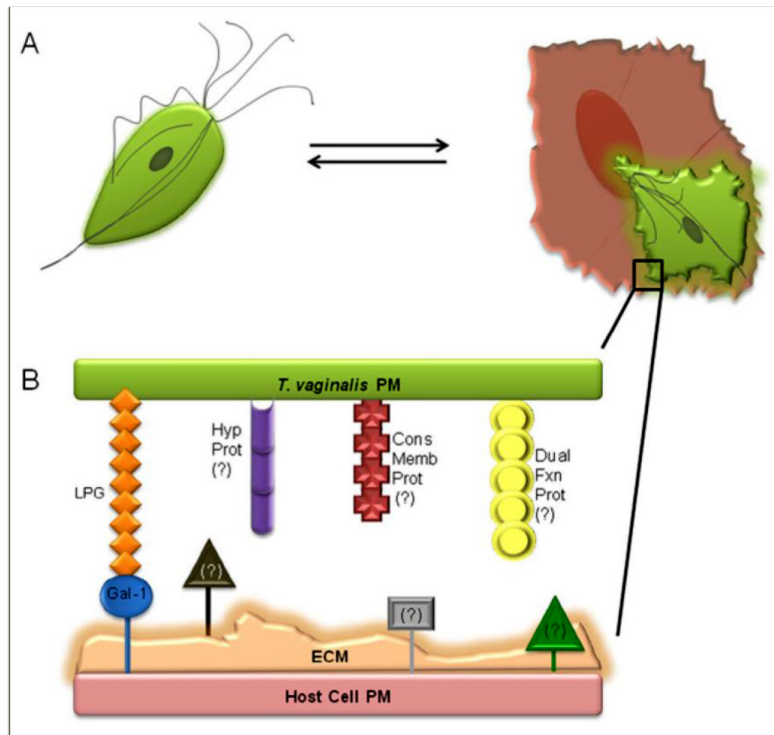 A
B
T. vaginalis PM
LPG
Hyp
Prot
(?)
Cons
Memb
Prot
(?)
Dual
Fxn
Prot
(?)
Gal-1
(?)
(?)
(?)
ECM
Host Cell PM